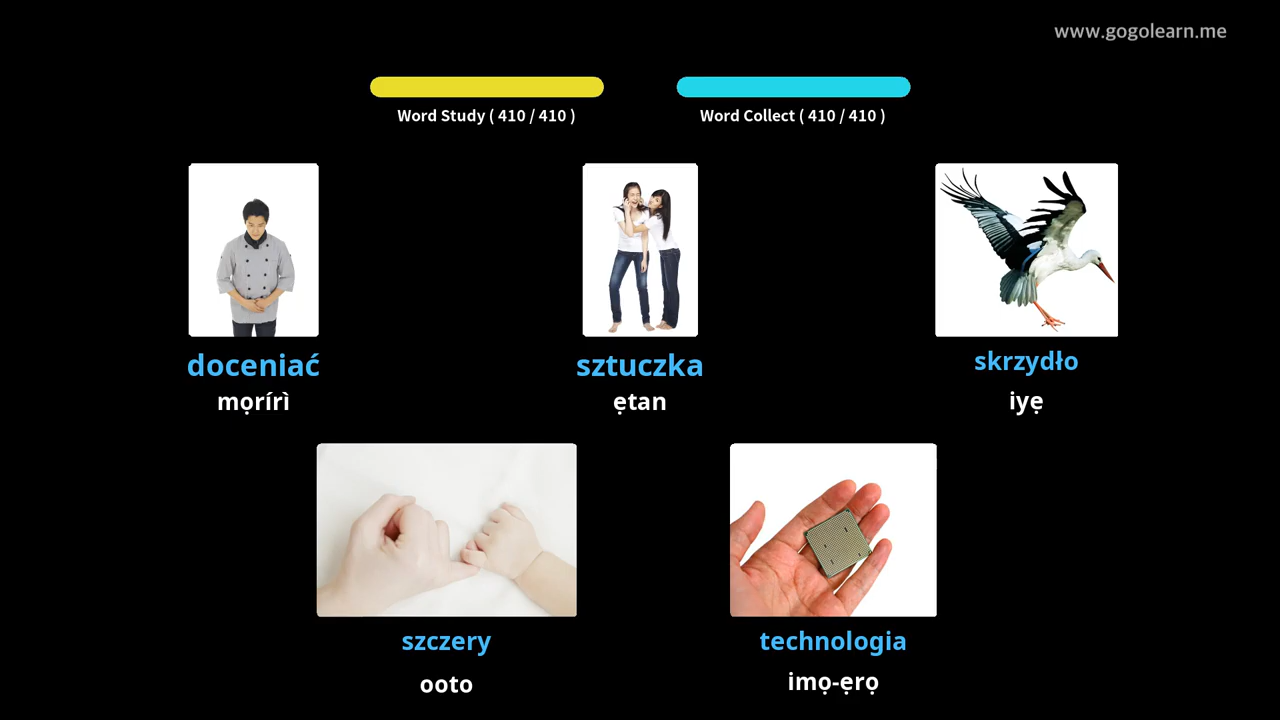 www.gogolearn.me
Word Study ( 410 / 410 )
Word Collect ( 410 / 410 )
doceniać
mọrírì
sztuczka
ẹtan
skrzydło
iyẹ
szczery
ooto
technologia
imọ-ẹrọ